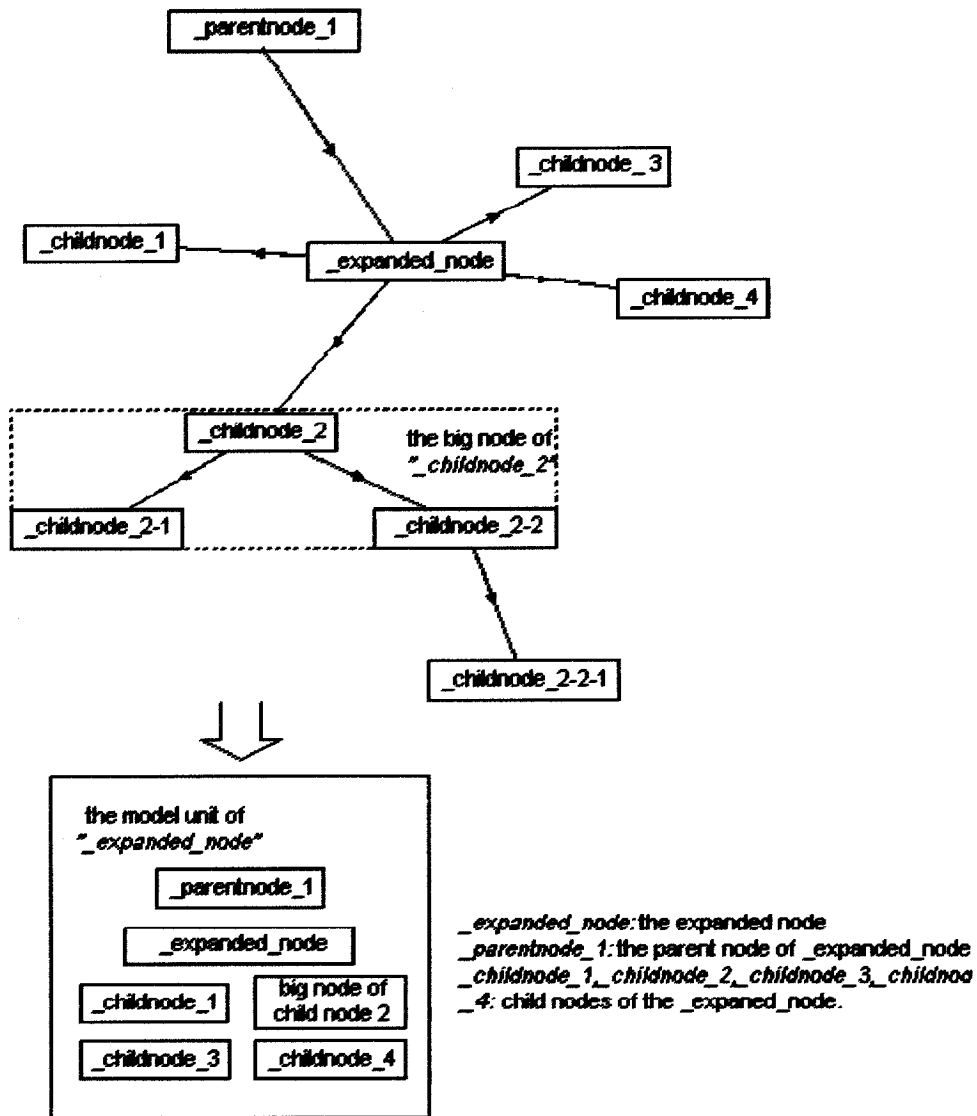 _parentnode_1
_childnode_ 3
_childnode_1
_expanded_node
_childnode_4
_childnode_2
the big node of
"_childnode_2"
_childnode_2-1
_childnode_2-2
_childnode_2-2-1
the model unit of
"_expanded_node"
_parentnode_1
_expanded_node
_childnode_1
big node of
child node 2
_childnode_3
_childnode_4
_expanded_node: the expanded node
_parentnode_1: the parent node of _expanded_node
_childnode_1,_childnode_2,_childnode_3,_childnod
_4: child nodes of the _expaned_node.